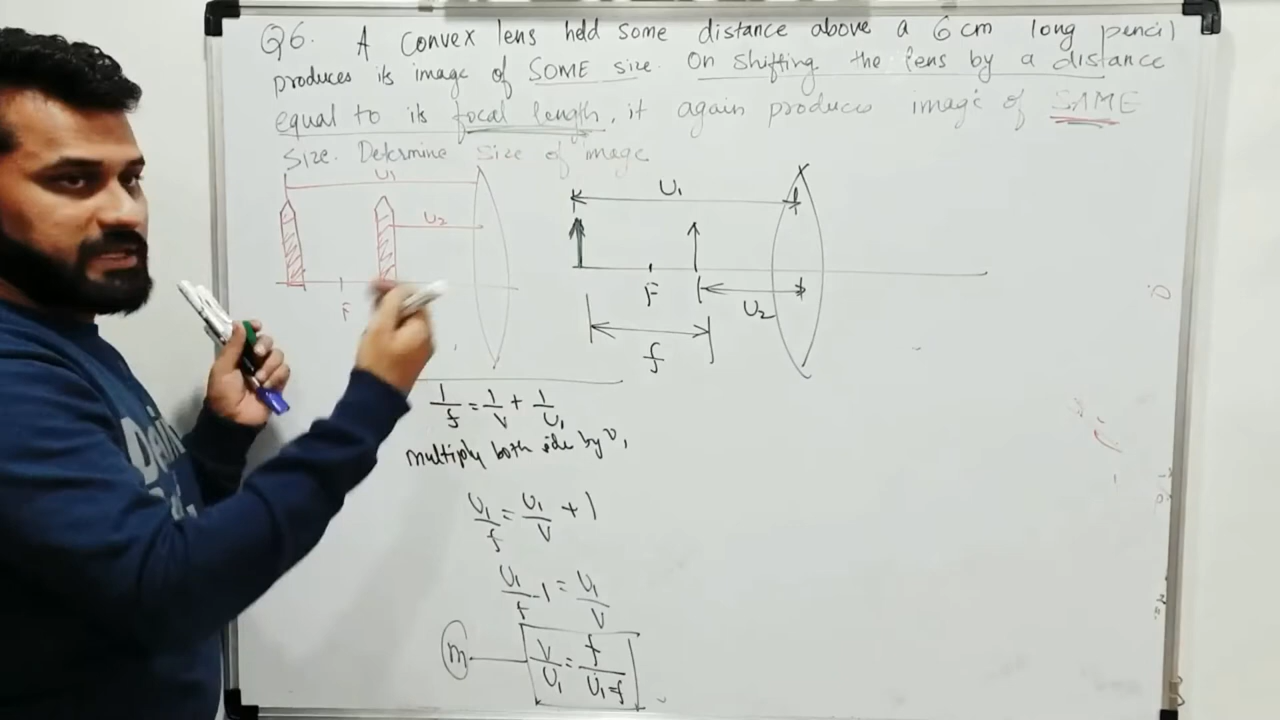 Q6. A convex lens held some distance above a 6 cm long pencil
produces its image of SOME size. On shifting the lens by a distance
equal to its focal length, it again produces image of SAME
Size. Determine Size of image
U₁
U₂
F
U₁
F
U₂
f
1/f = 1/V + 1/U₁
multiply both side by U₁
U₁/f = U₁/V + 1
U₁/f - 1 = U₁/V
m V/U₁ = f/U₁-f